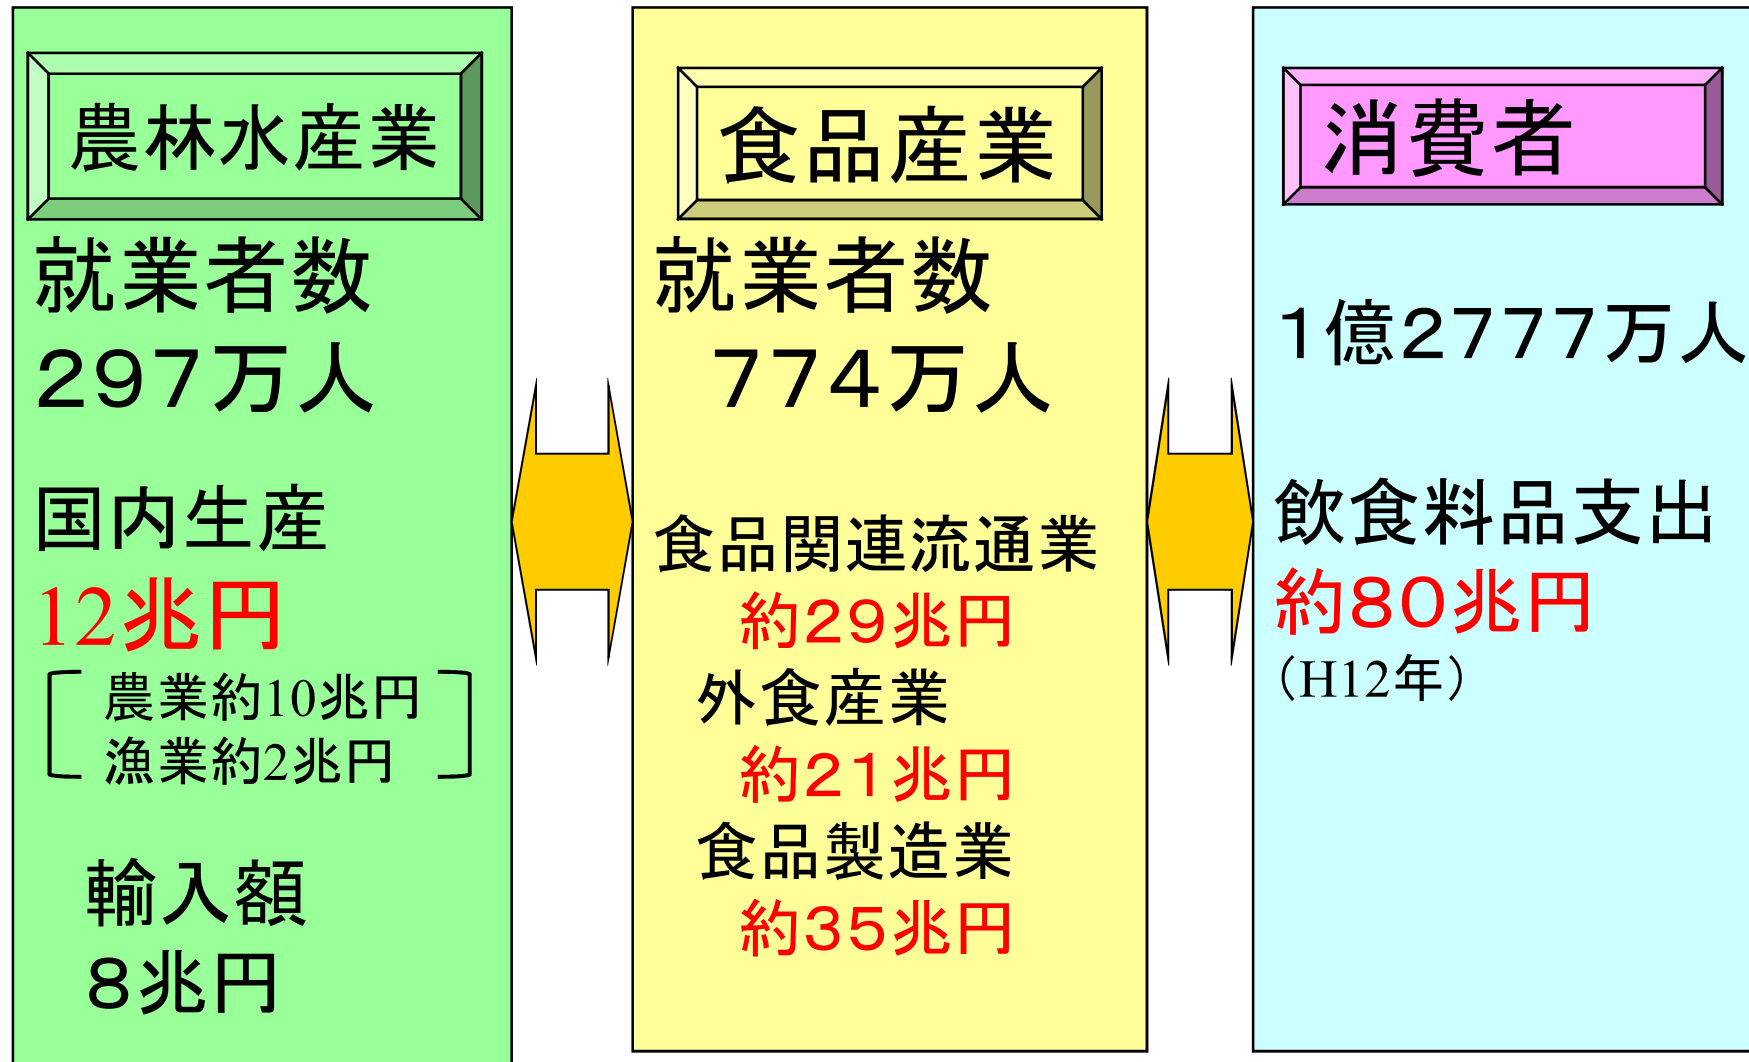 農林水産業
就業者数
２９７万人
国内生産
12兆円
農業約10兆円
漁業約2兆円
輸入額
８兆円
食品産業
就業者数
７７４万人
食品関連流通業
約２９兆円
外食産業
約２１兆円
食品製造業
約３５兆円
消費者
１億２７７７万人
飲食料品支出
約８０兆円
（H12年）